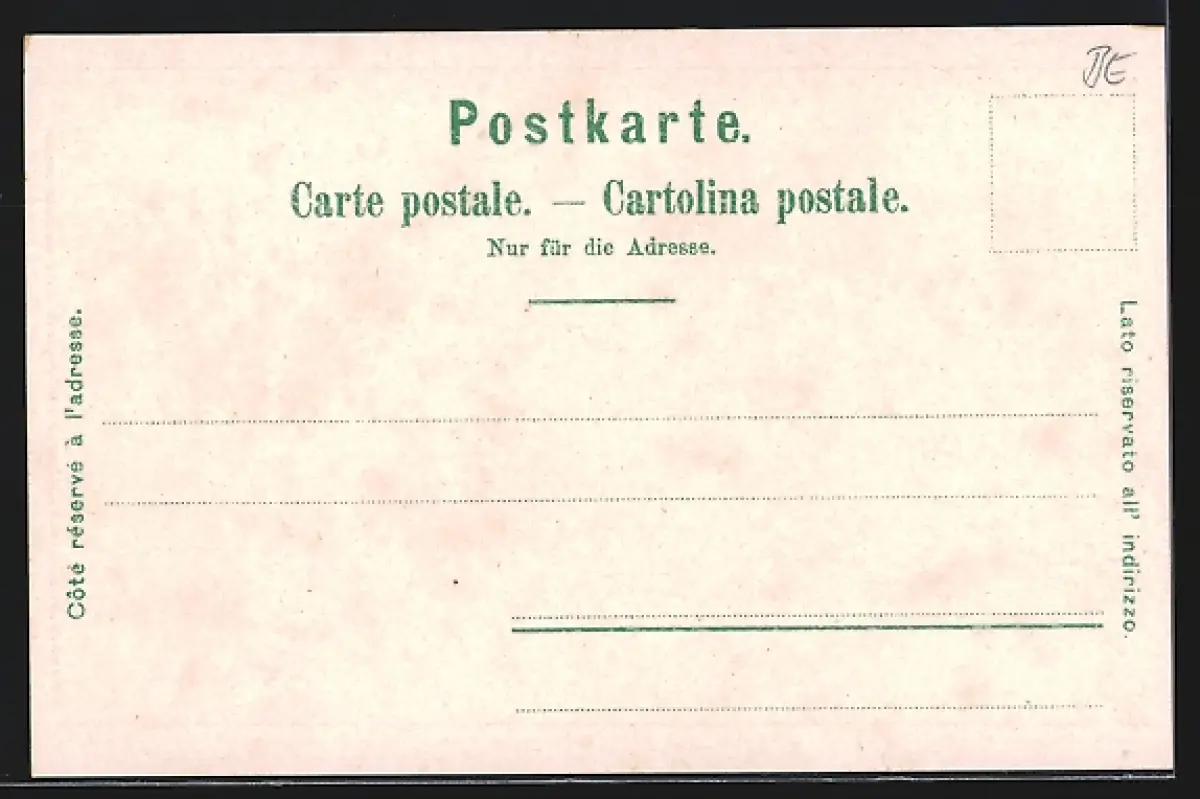 Postkarte.
Carte postale. — Cartolina postale.
Nur für die Adresse.
Côté réservé à l'adresse.
Lato riservato all' indirizzo.